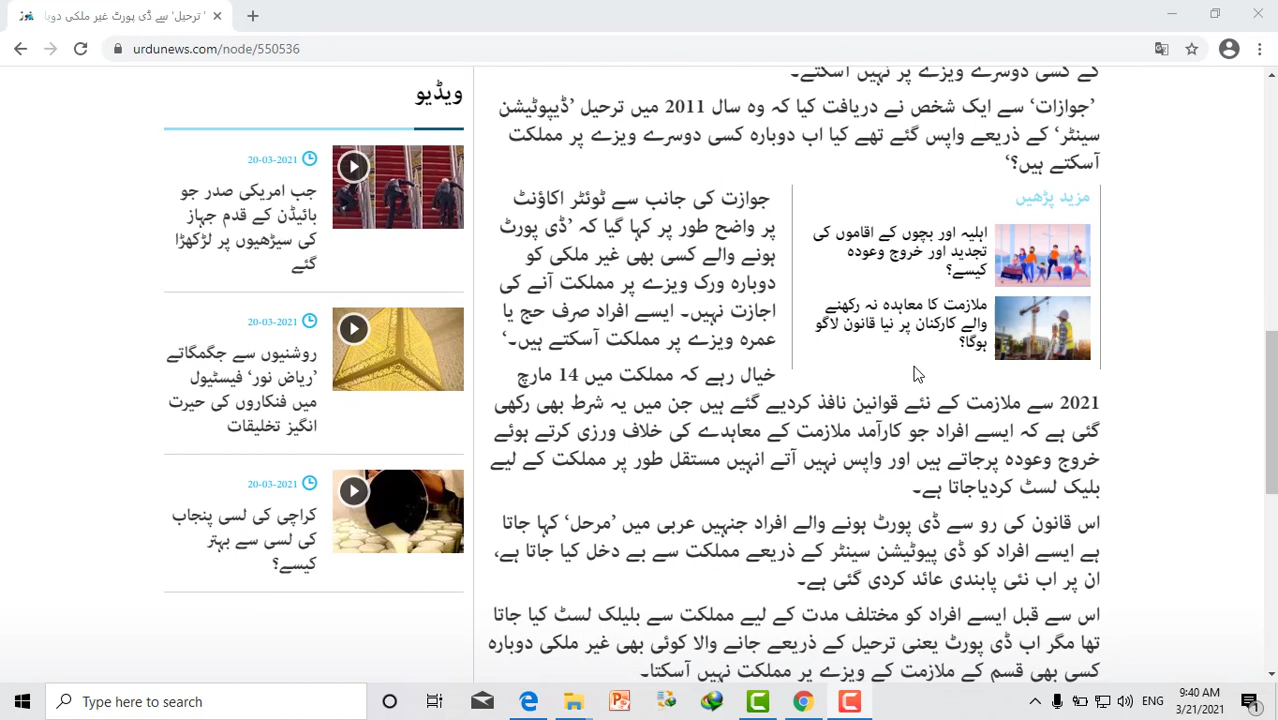 ’ ترحیل‘ سے ڈی پورٹ غیر ملکی دوبار
urdunews.com/node/550536
کے کسی دوسرے ویزے پر نہیں آسکتے۔
’جوازات‘ سے ایک شخص نے دریافت کیا کہ وہ سال 2011 میں ترحیل ’ڈیپوٹیشن
سینٹر‘ کے ذریعے واپس گئے تھے کیا اب دوبارہ کسی دوسرے ویزے پر مملکت
آسکتے ہیں؟‘
مزید پڑھیں
اہلیہ اور بچوں کے اقاموں کی
تجدید اور خروج وعودہ
کیسے؟
ملازمت کا معاہدہ نہ رکھنے
والے کارکنان پر نیا قانون لاگو
ہوگا؟
جوازت کی جانب سے ٹوئٹر اکاؤنٹ
پر واضح طور پر کہا گیا کہ ’ڈی پورٹ
ہونے والے کسی بھی غیر ملکی کو
دوبارہ ورک ویزے پر مملکت آنے کی
اجازت نہیں۔ ایسے افراد صرف حج یا
عمرہ ویزے پر مملکت آسکتے ہیں۔‘
خیال رہے کہ مملکت میں 14 مارچ
2021 سے ملازمت کے نئے قوانین نافذ کردیے گئے ہیں جن میں یہ شرط بھی رکھی
گئی ہے کہ ایسے افراد جو کارآمد ملازمت کے معاہدے کی خلاف ورزی کرتے ہوئے
خروج وعودہ پرجاتے ہیں اور واپس نہیں آتے انہیں مستقل طور پر مملکت کے لیے
بلیک لسٹ کردیاجاتا ہے۔
اس قانون کی رو سے ڈی پورٹ ہونے والے افراد جنہیں عربی میں ’مرحل‘ کہا جاتا
ہے ایسے افراد کو ڈی پیوٹیشن سینٹر کے ذریعے مملکت سے بے دخل کیا جاتا ہے،
ان پر اب نئی پابندی عائد کردی گئی ہے۔
اس سے قبل ایسے افراد کو مختلف مدت کے لیے مملکت سے بلیلک لسٹ کیا جاتا
تھا مگر اب ڈی پورٹ یعنی ترحیل کے ذریعے جانے والا کوئی بھی غیر ملکی دوبارہ
کسی بھی قسم کے ملازمت کے ویزے پر مملکت نہیں آسکتا۔
ویڈیو
20-03-2021
جب امریکی صدر جو
بائیڈن کے قدم جہاز
کی سیڑھیوں پر لڑکھڑا
گئے
20-03-2021
روشنیوں سے جگمگاتے
’ریاض نور‘ فیسٹیول
میں فنکاروں کی حیرت
انگیز تخلیقات
20-03-2021
کراچی کی لسی پنجاب
کی لسی سے بہتر
کیسے؟
Type here to search
ENG
9:40 AM
3/21/2021